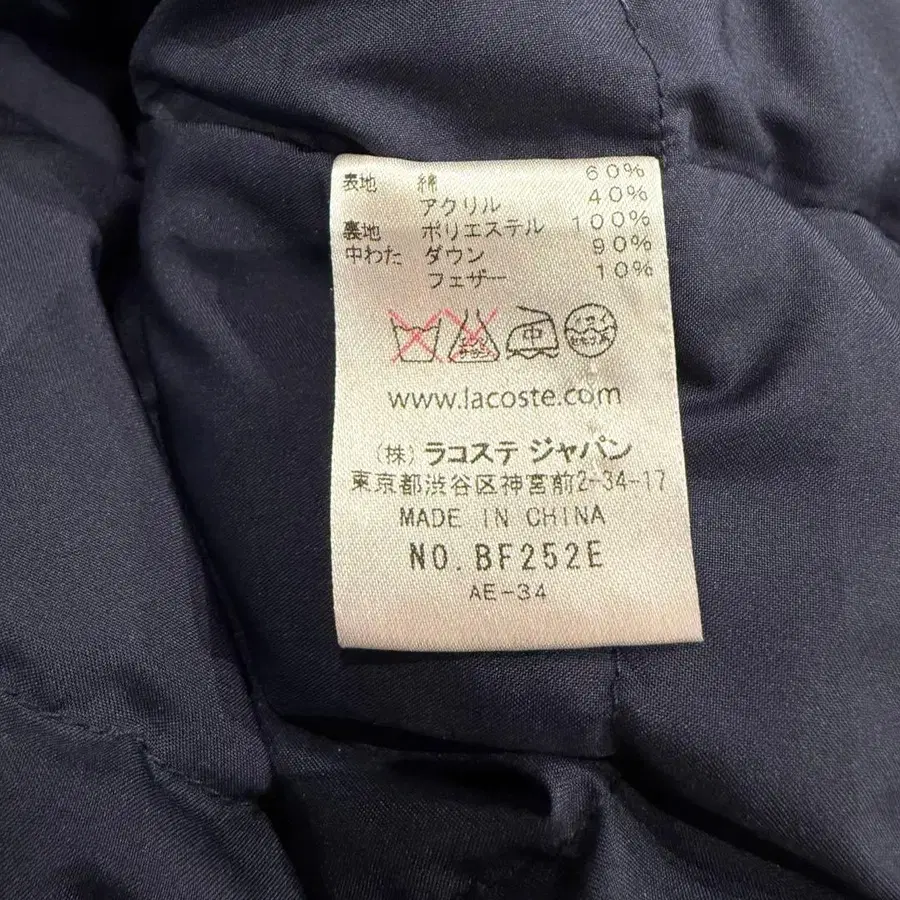 表地 綿 60%
アクリル 40%
裏地 ポリエステル 100%
中わた ダウン 90%
フェザー 10%
中
www.lacoste.com
(株) ラコステ ジャパン
東京都渋谷区神宮前2-34-17
MADE IN CHINA
NO. BF252E
AE-34